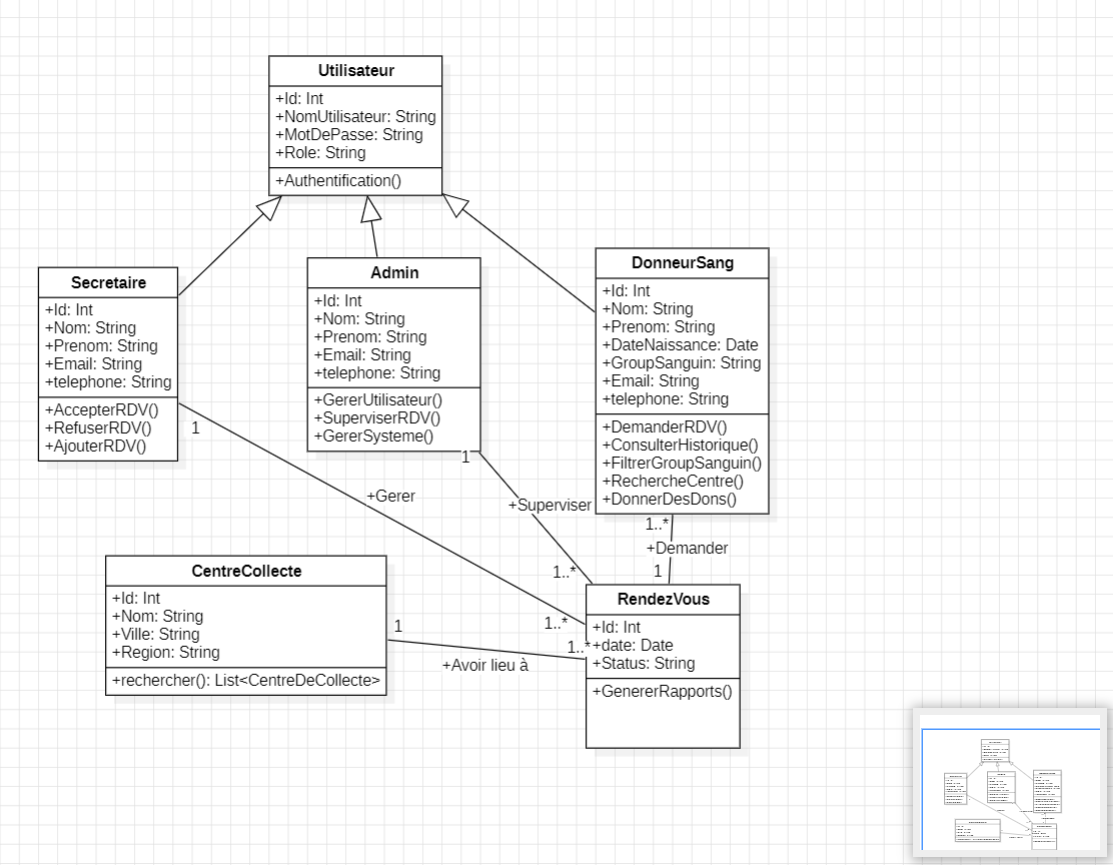 Utilisateur
+Id: Int
+NomUtilisateur: String
+MotDePasse: String
+Role: String
+Authentification()
Secretaire
+Id: Int
+Nom: String
+Prenom: String
+Email: String
+telephone: String
+AccepterRDV()
+RefuserRDV()
+AjouterRDV()
Admin
+Id: Int
+Nom: String
+Prenom: String
+Email: String
+telephone: String
+GererUtilisateur()
+SuperviserRDV()
+GererSysteme()
DonneurSang
+Id: Int
+Nom: String
+Prenom: String
+DateNaissance: Date
+GroupSanguin: String
+Email: String
+telephone: String
+DemanderRDV()
+ConsulterHistorique()
+FiltrerGroupSanguin()
+RechercheCentre()
+DonnerDesDons()
1
+Gerer
1..*
1
+Superviser
1..*
1..*
+Demander
1
CentreCollecte
+Id: Int
+Nom: String
+Ville: String
+Region: String
+rechercher(): List<CentreDeCollecte>
1
+Avoir lieu à
1..*
RendezVous
+Id: Int
+date: Date
+Status: String
+GenererRapports()